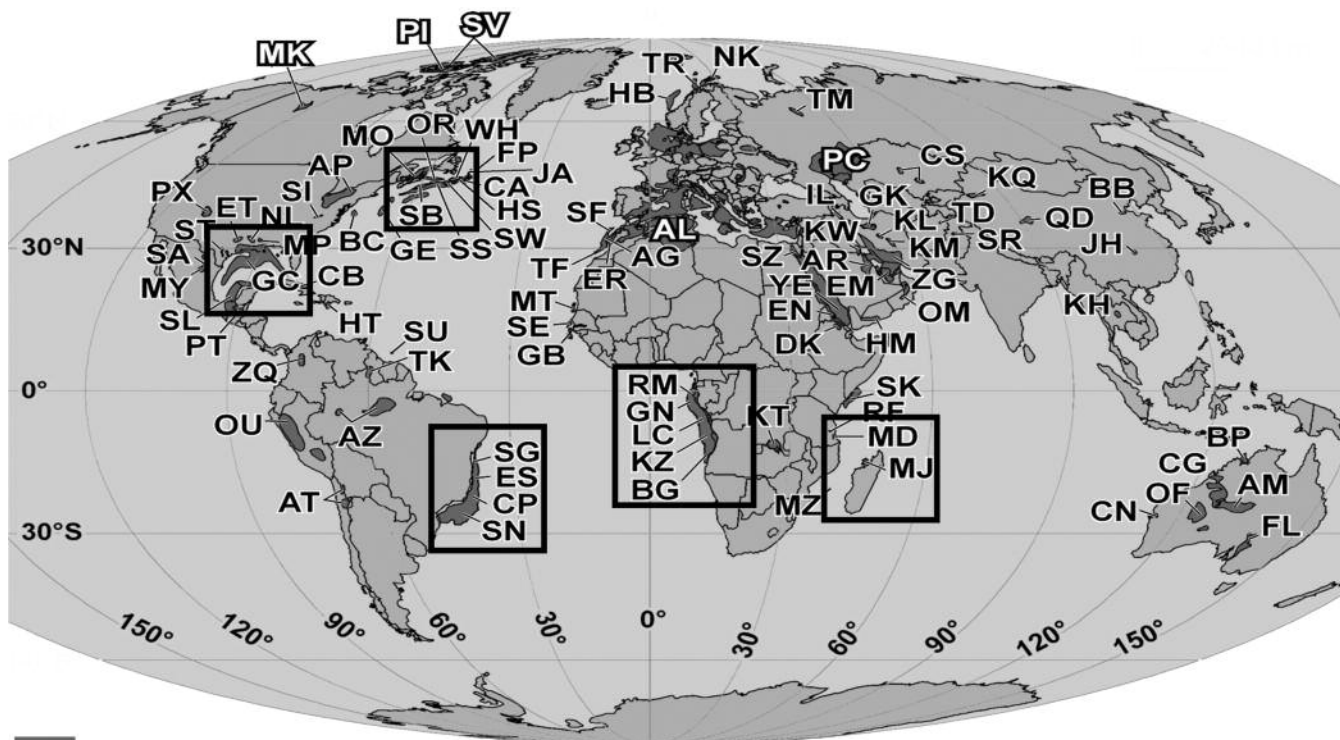 PI SV
MK
TR NK
HB
TM
MO OR WH
FP
AP JA
PC CS
PX SI CA
KQ BB
ET NL SB HS SF
IL GK
ST
MP BC GE SS SW
AL KW KL TD QD
30°N
SA AG SZ AR KM SR JH
MY GC CB TF ER YE EM ZG
SL MT EN OM KH
PT HT SE
SU GB DK HM
ZQ TK
0°
RM SK
GN KT RF
OU AZ LC MD BP
SG KZ MJ CG
ES BG AM
AT CP MZ OF CN
SN FL
30°S
150° 120° 90° 60° 0° 30° 60° 90° 120° 150°